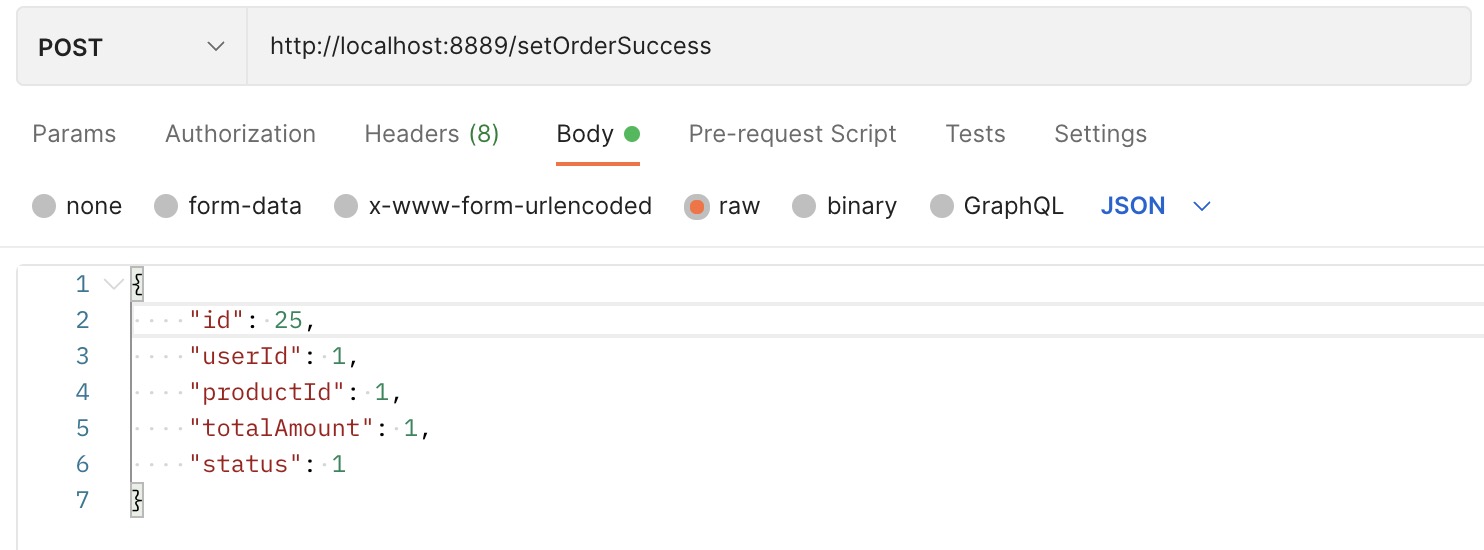 POST http://localhost:8889/setOrderSuccess
Params Authorization Headers (8) Body Pre-request Script Tests Settings
none form-data x-www-form-urlencoded raw binary GraphQL JSON
1 {
2 "id": 25,
3 "userId": 1,
4 "productId": 1,
5 "totalAmount": 1,
6 "status": 1
7 }